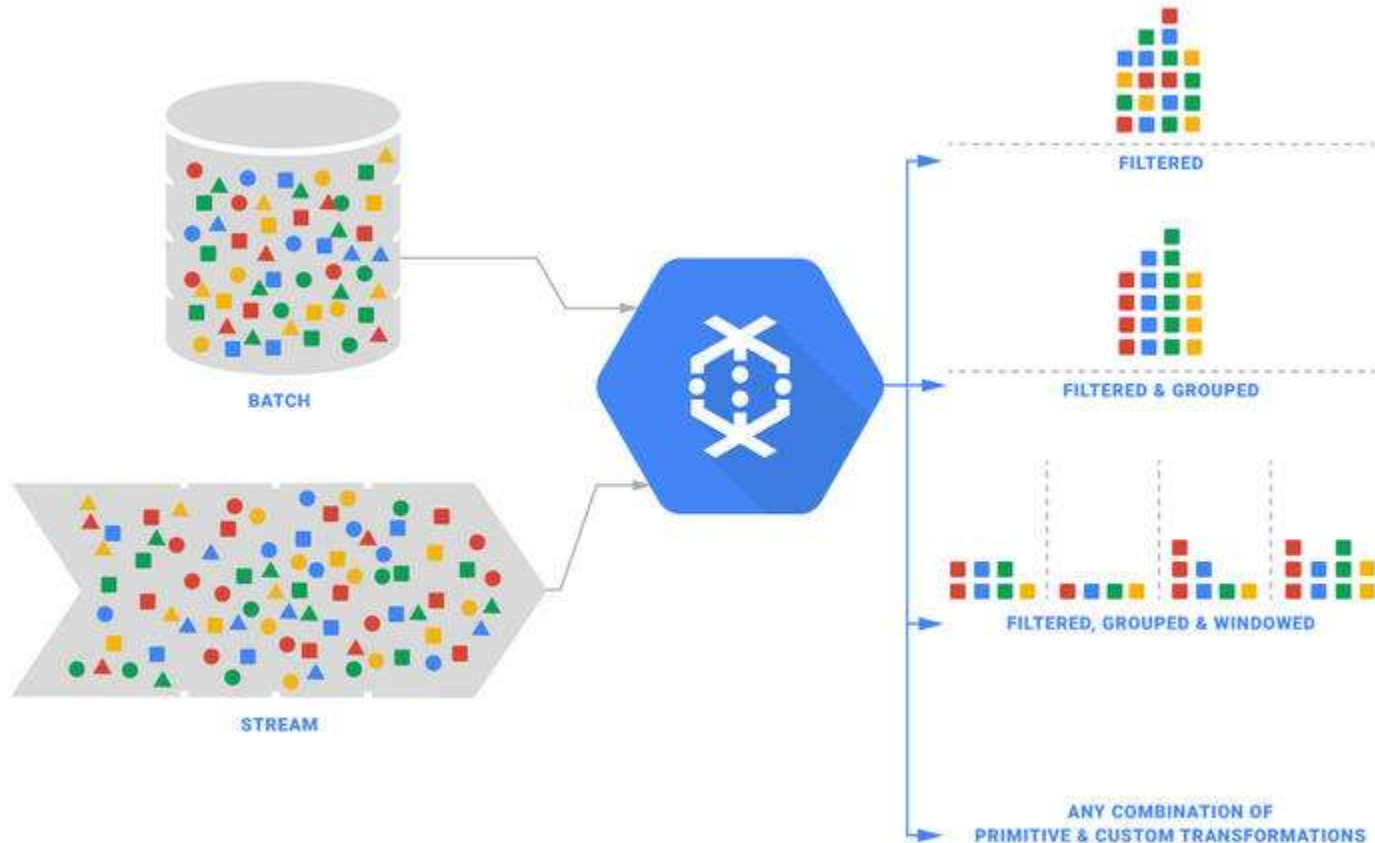 BATCH
STREAM
FILTERED
FILTERED & GROUPED
FILTERED, GROUPED & WINDOWED
ANY COMBINATION OF
PRIMITIVE & CUSTOM TRANSFORMATIONS